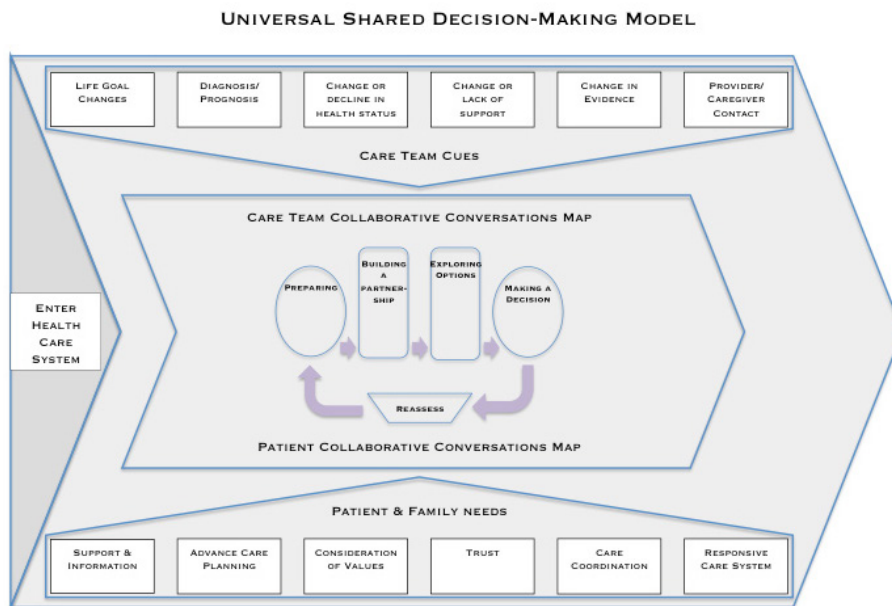 Universal Shared Decision-Making Model
Life Goal
Changes
Diagnosis/
Prognosis
Change or
decline in
health status
Change or
lack of
support
Change in
Evidence
Provider/
Caregiver
Contact
Care Team Cues
Care Team Collaborative Conversations Map
Preparing
Building
a
partner-
ship
Exploring
Options
Making a
Decision
Reassess
Patient Collaborative Conversations Map
Enter
Health
Care
System
Patient & Family needs
Support &
Information
Advance Care
Planning
Consideration
of Values
Trust
Care
Coordination
Responsive
Care System